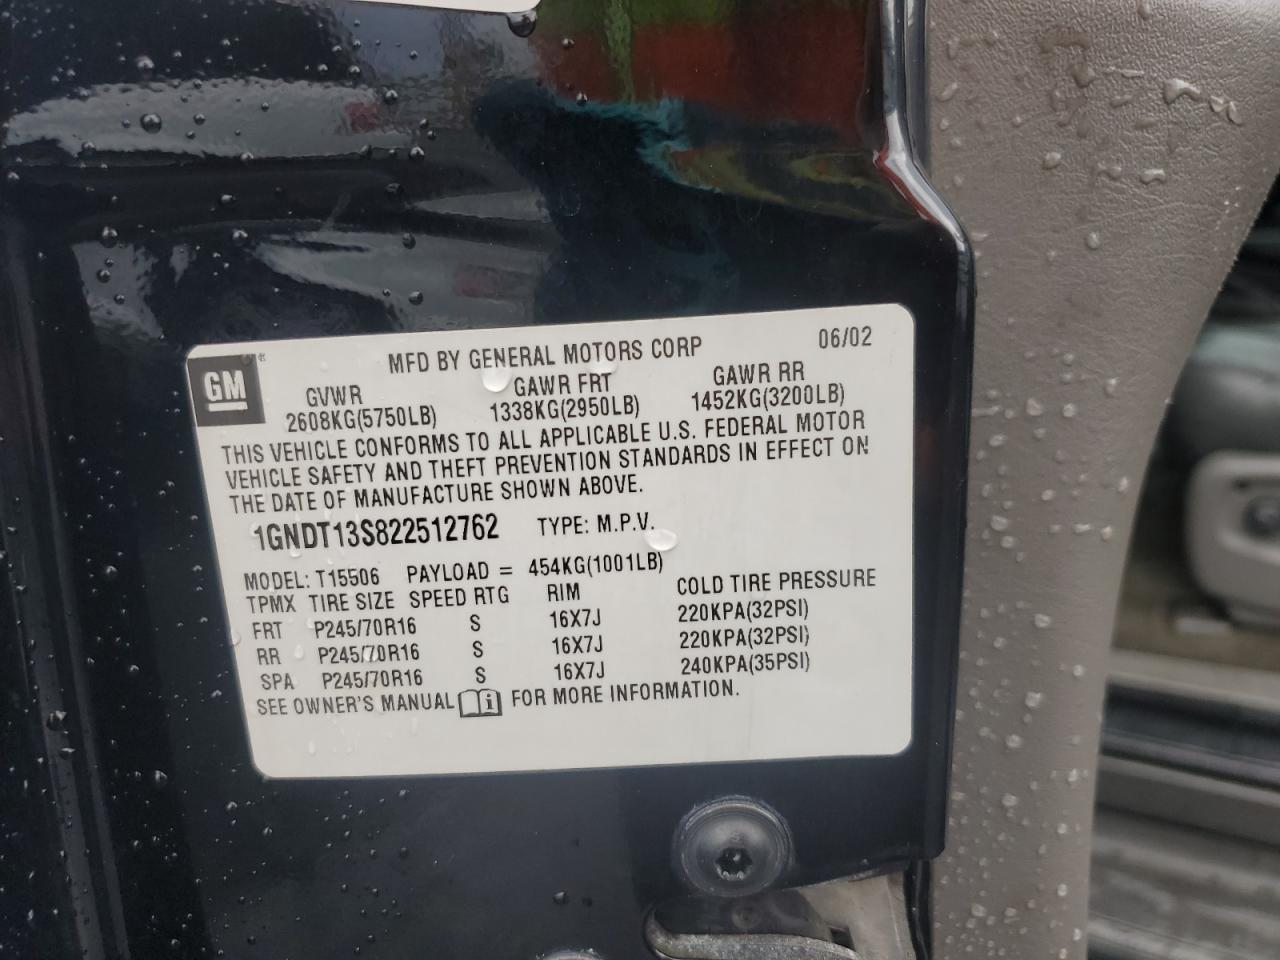 GM
MFD BY GENERAL MOTORS CORP 06/02
GVWR GAWR FRT GAWR RR
2608KG(5750LB) 1338KG(2950LB) 1452KG(3200LB)
THIS VEHICLE CONFORMS TO ALL APPLICABLE U.S. FEDERAL MOTOR
VEHICLE SAFETY AND THEFT PREVENTION STANDARDS IN EFFECT ON
THE DATE OF MANUFACTURE SHOWN ABOVE.
1GNDT13S822512762 TYPE: M.P.V.
MODEL: T15506 PAYLOAD = 454KG(1001LB)
TPMX TIRE SIZE SPEED RTG RIM COLD TIRE PRESSURE
FRT P245/70R16 S 16X7J 220KPA(32PSI)
RR P245/70R16 S 16X7J 220KPA(32PSI)
SPA P245/70R16 S 16X7J 240KPA(35PSI)
SEE OWNER'S MANUAL FOR MORE INFORMATION.